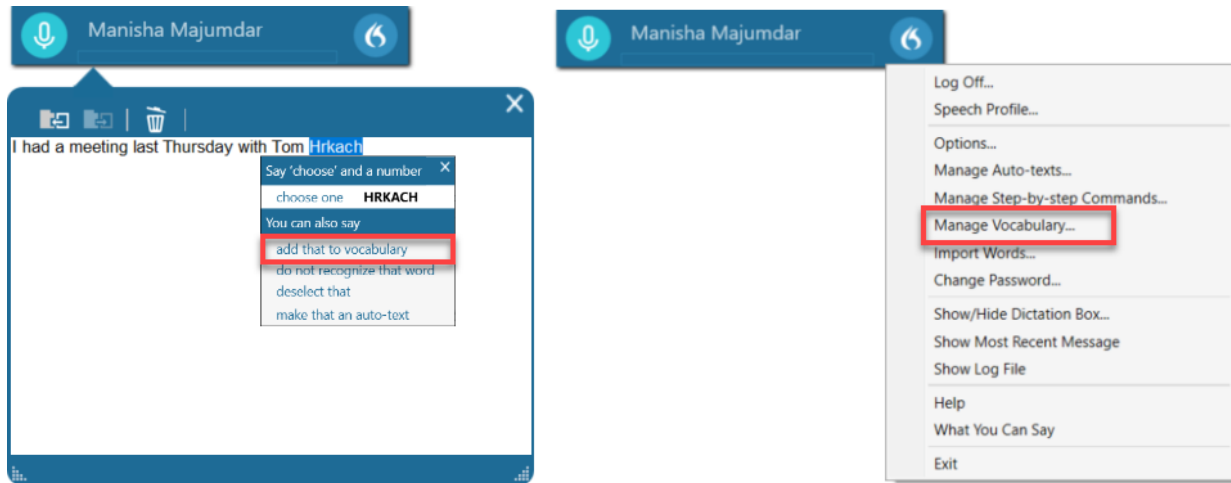 Manisha Majumdar
I had a meeting last Thursday with Tom Hrkach
Say 'choose' and a number
choose one HRKACH
You can also say
add that to vocabulary
do not recognize that word
deselect that
make that an auto-text
Manisha Majumdar
Log Off...
Speech Profile...
Options...
Manage Auto-texts...
Manage Step-by-step Commands...
Manage Vocabulary...
Import Words...
Change Password...
Show/Hide Dictation Box...
Show Most Recent Message
Show Log File
Help
What You Can Say
Exit